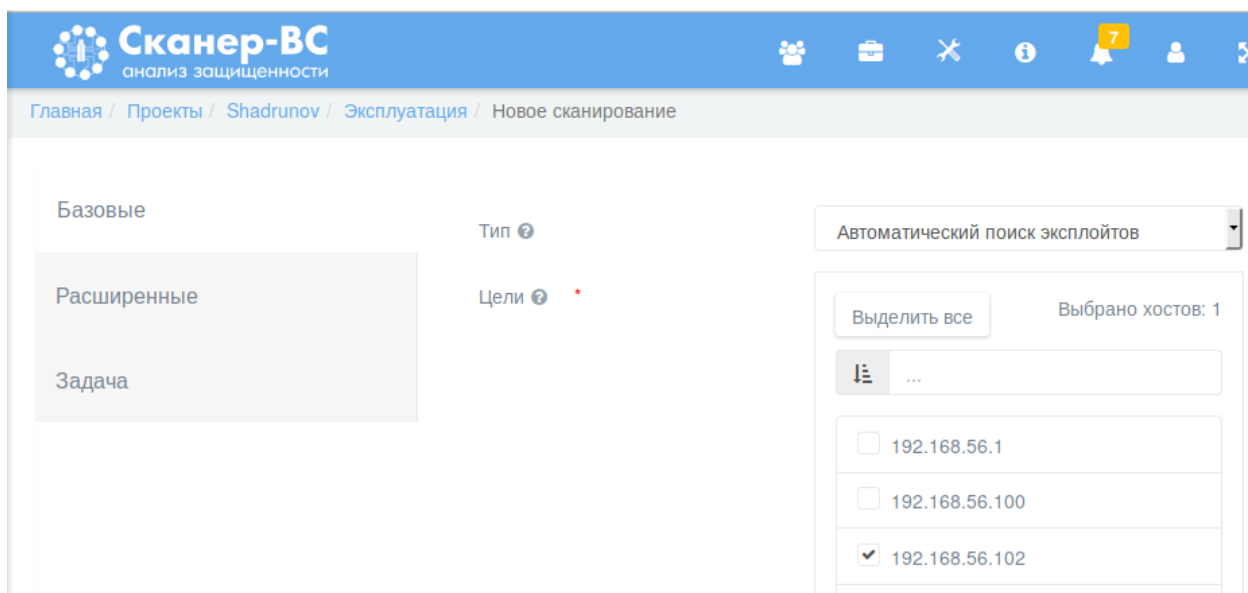 Сканер-ВС
анализ защищенности
7
Главная / Проекты / Shadrunov / Эксплуатация / Новое сканирование
Базовые
Расширенные
Задача
Тип
Автоматический поиск эксплойтов
Цели *
Выделить все
Выбрано хостов: 1
...
192.168.56.1
192.168.56.100
192.168.56.102